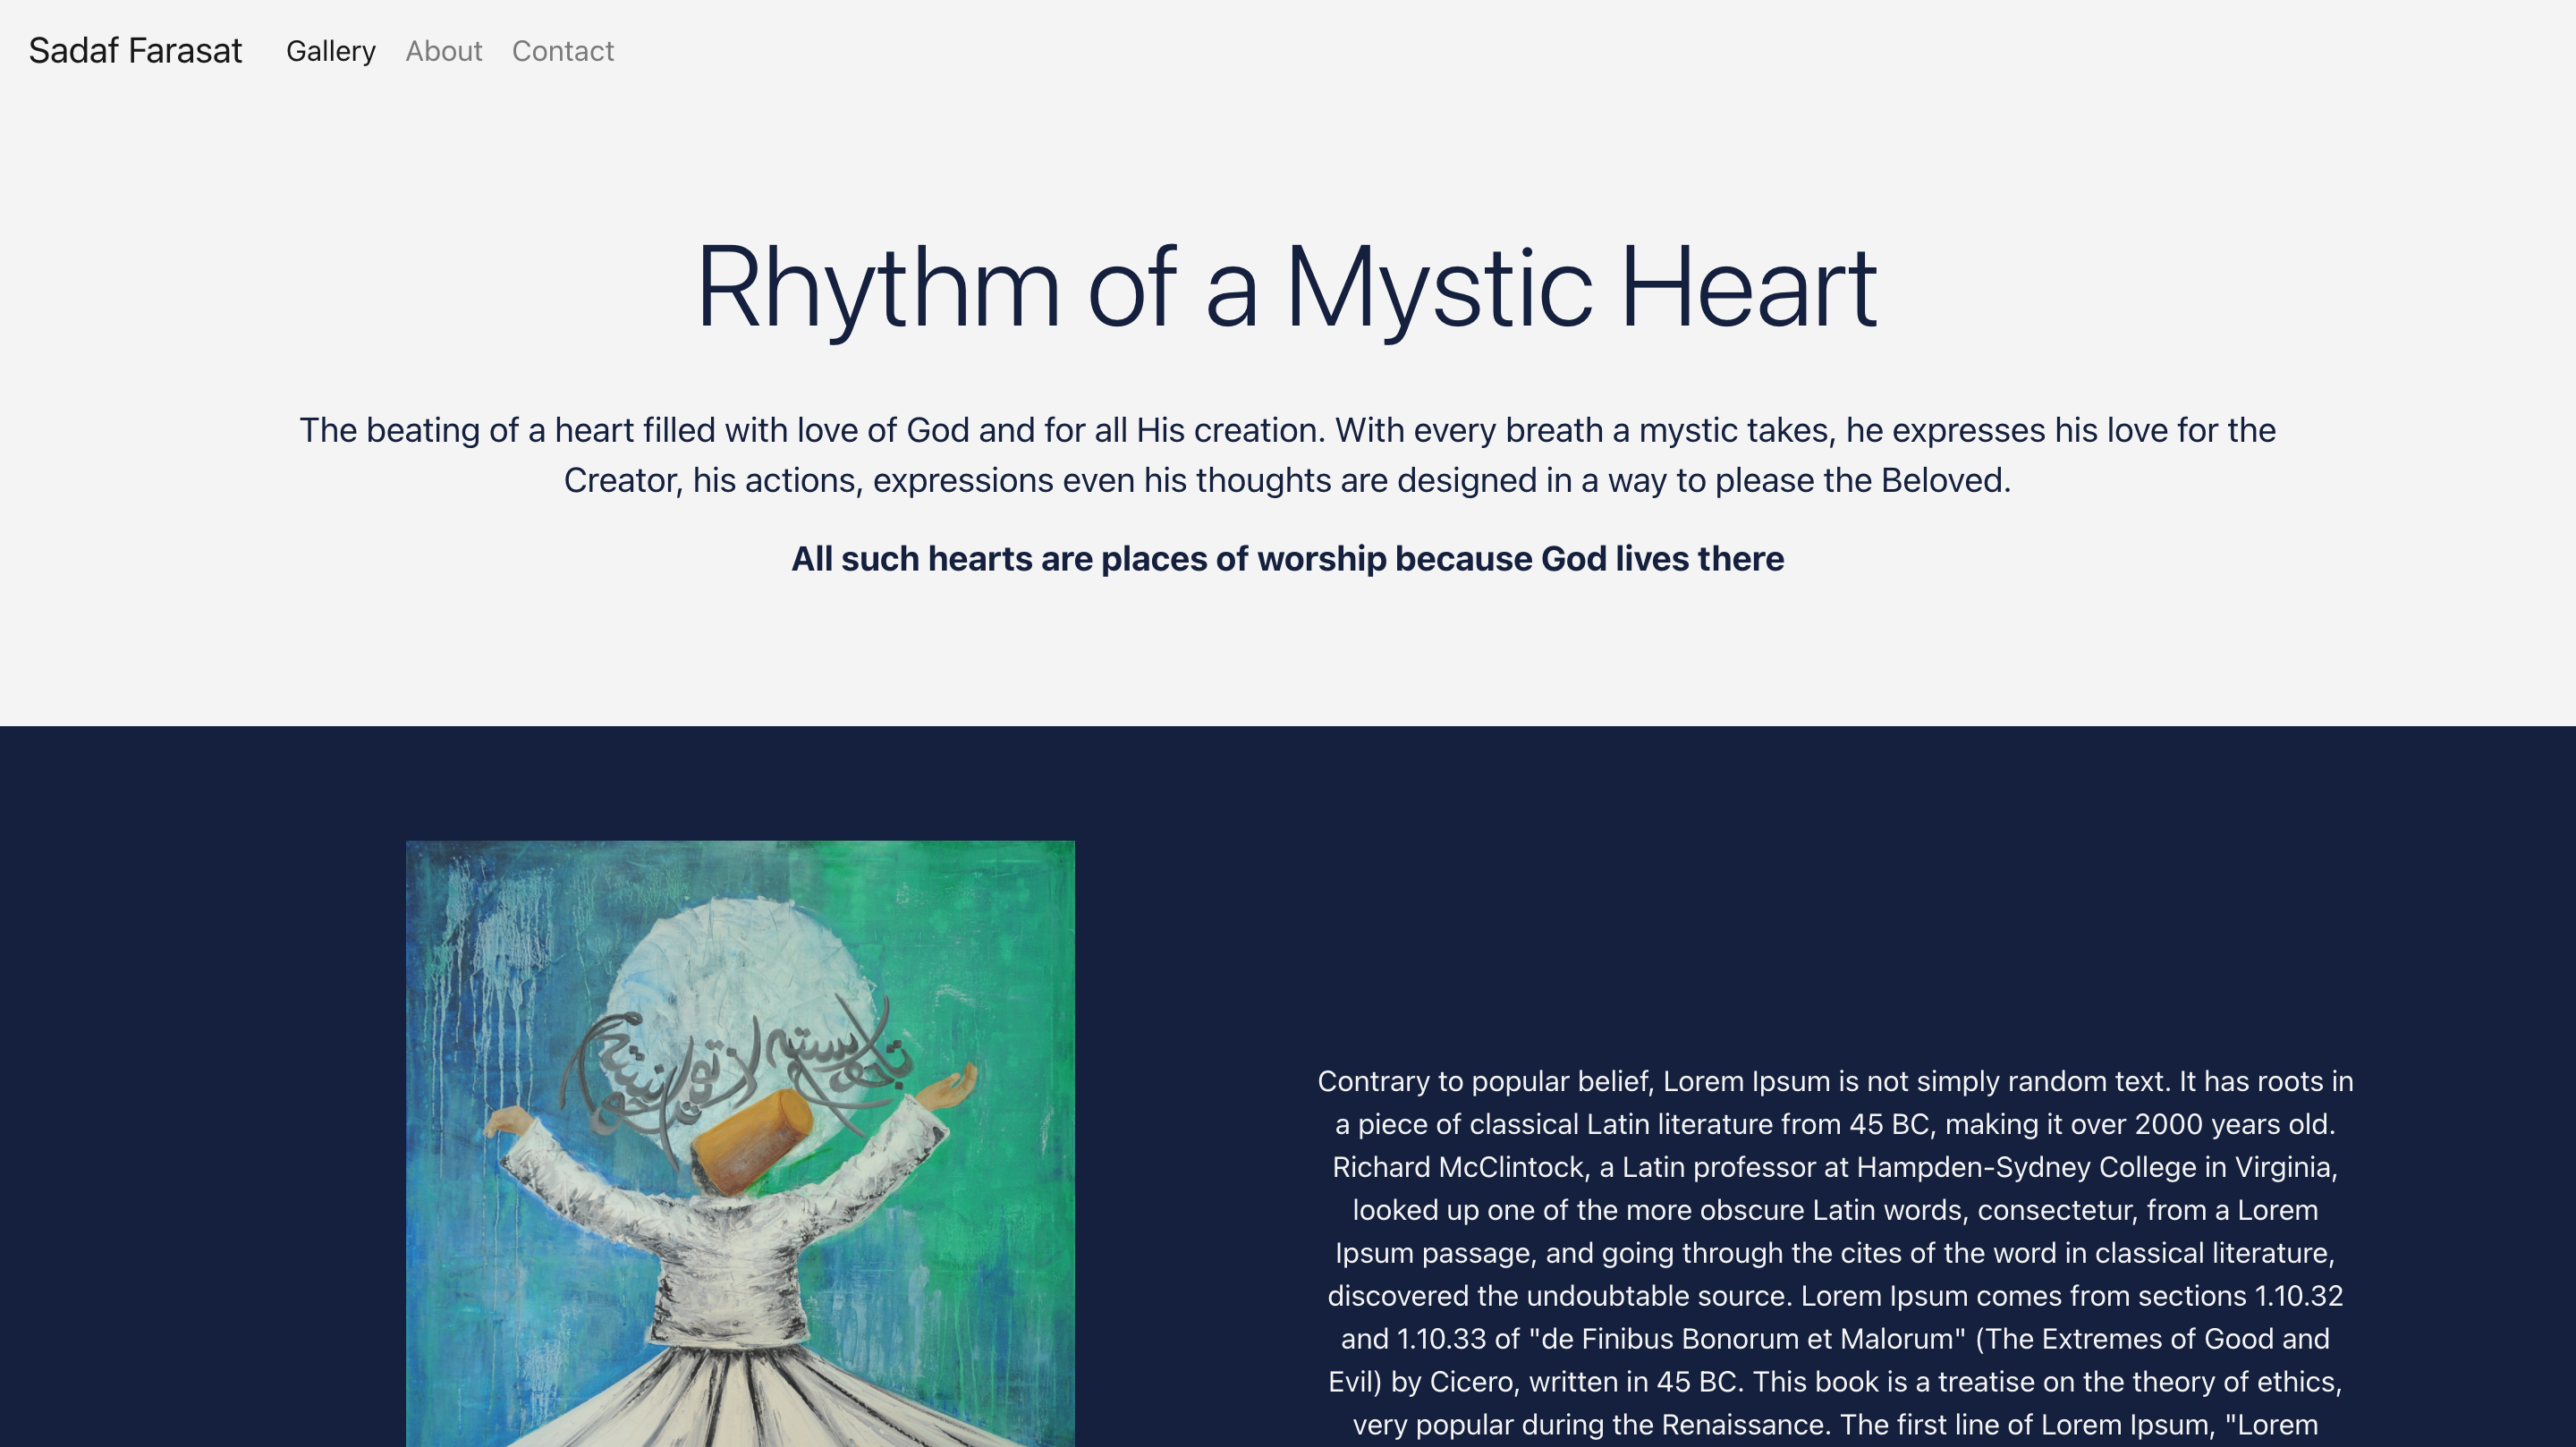 Sadaf Farasat Gallery About Contact
Rhythm of a Mystic Heart
The beating of a heart filled with love of God and for all His creation. With every breath a mystic takes, he expresses his love for the
Creator, his actions, expressions even his thoughts are designed in a way to please the Beloved.
All such hearts are places of worship because God lives there
Contrary to popular belief, Lorem Ipsum is not simply random text. It has roots in
a piece of classical Latin literature from 45 BC, making it over 2000 years old.
Richard McClintock, a Latin professor at Hampden-Sydney College in Virginia,
looked up one of the more obscure Latin words, consectetur, from a Lorem
Ipsum passage, and going through the cites of the word in classical literature,
discovered the undoubtable source. Lorem Ipsum comes from sections 1.10.32
and 1.10.33 of "de Finibus Bonorum et Malorum" (The Extremes of Good and
Evil) by Cicero, written in 45 BC. This book is a treatise on the theory of ethics,
very popular during the Renaissance. The first line of Lorem Ipsum, "Lorem